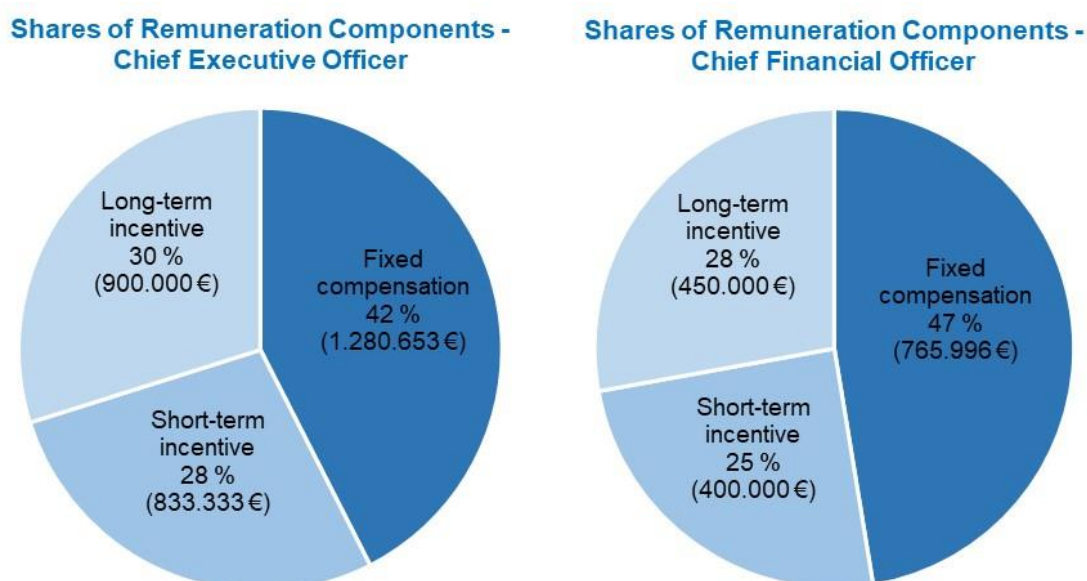 Shares of Remuneration Components -
Chief Executive Officer
Long-term
incentive
30 %
(900.000 €)
Fixed
compensation
42 %
(1.280.653 €)
Short-term
incentive
28 %
(833.333 €)
Shares of Remuneration Components -
Chief Financial Officer
Long-term
incentive
28 %
(450.000 €)
Fixed
compensation
47 %
(765.996 €)
Short-term
incentive
25 %
(400.000 €)